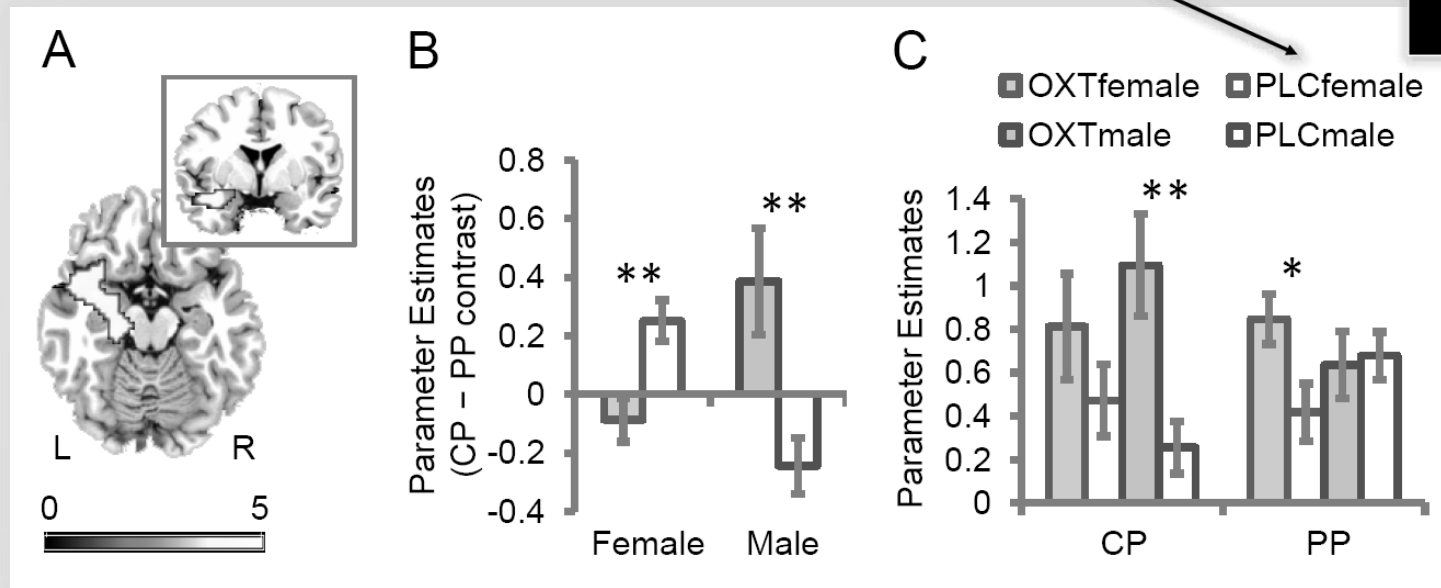 A
L R
0 5
B
Parameter Estimates
(CP – PP contrast)
0.8
0.6
0.4
0.2
0
-0.2
-0.4
**
**
Female Male
C
OXTfemale PLCfemale
OXTmale PLCmale
Parameter Estimates
1.4
1.2
1
0.8
0.6
0.4
0.2
0
**
*
CP PP